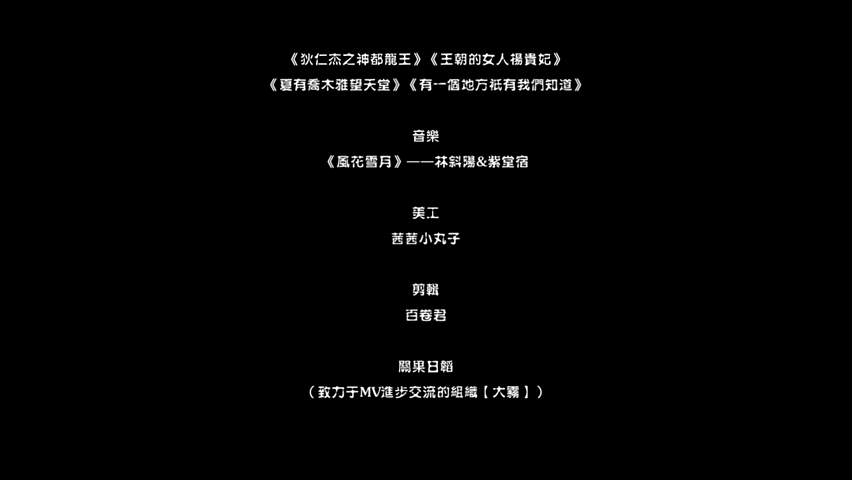 《狄仁杰之神都龍王》《王朝的女人楊貴妃》
《夏有喬木雅望天堂》《有一個地方衹有我們知道》
音樂
《風花雪月》——林斜陽&紫堂宿
美工
茜茜小丸子
剪輯
百卷君
關果日韜
（致力于MV進步交流的組織【大霧】）